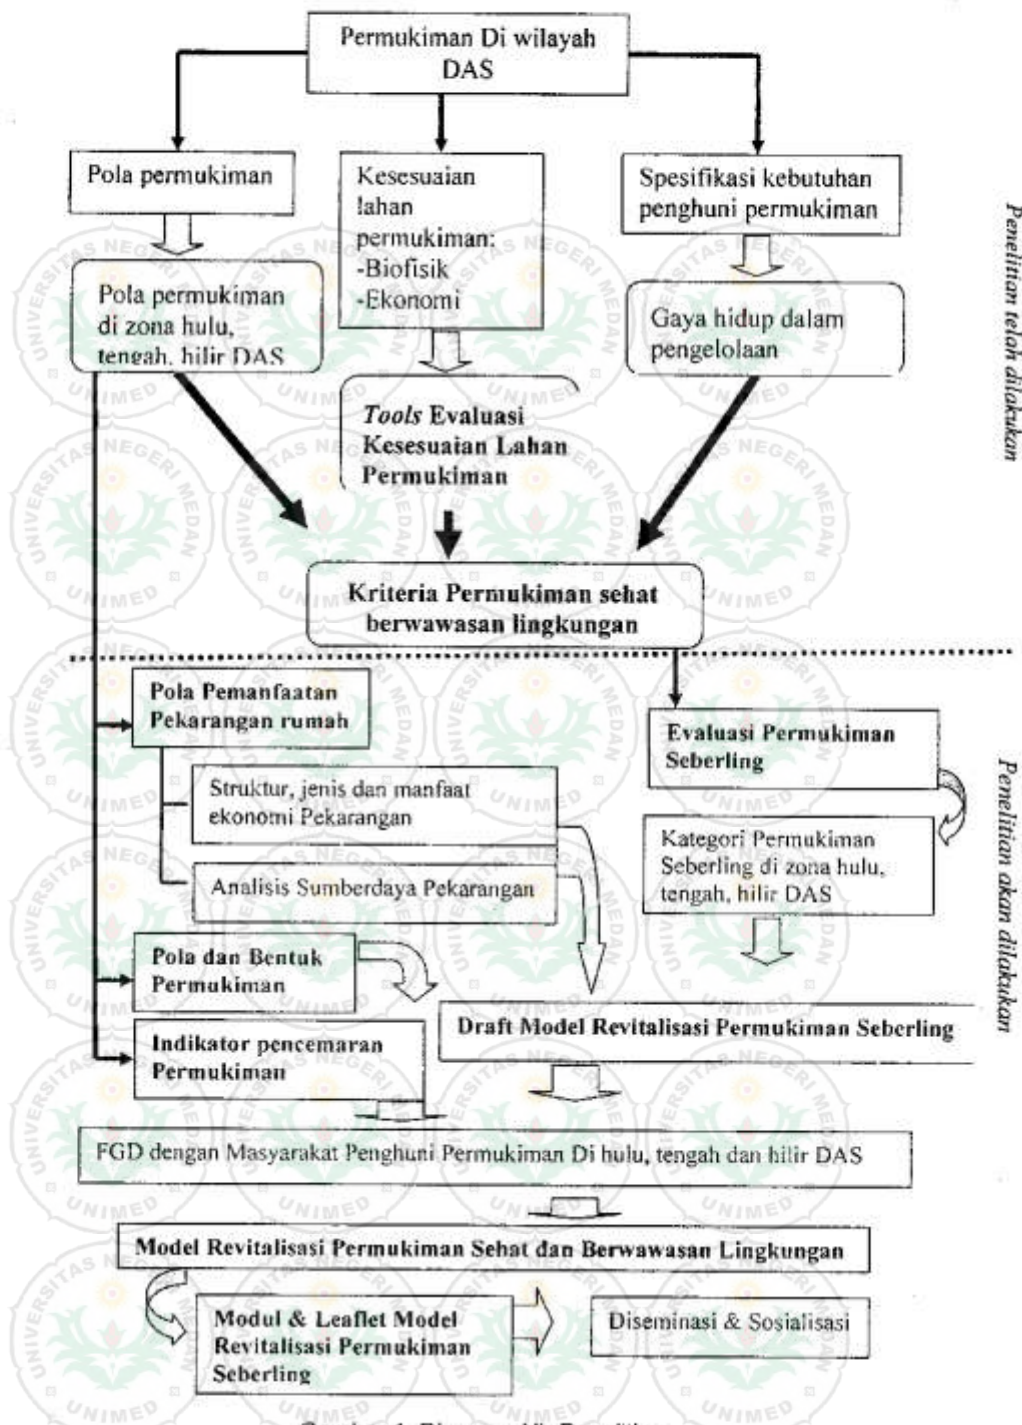 Permukiman Di wilayah
DAS
Pola permukiman
Kesesuaian
lahan
permukiman:
-Biofisik
-Ekonomi
Spesifikasi kebutuhan
penghuni permukiman
Pola permukiman
di zona hulu,
tengah, hilir DAS
Gaya hidup dalam
pengelolaan
Tools Evaluasi
Kesesuaian Lahan
Permukiman
Penelitian telah dilakukan
Kriteria Permukiman sehat
berwawasan lingkungan
Pola Pemanfaatan
Pekarangan rumah
Evaluasi Permukiman
Seberling
Struktur, jenis dan manfaat
ekonomi Pekarangan
Kategori Permukiman
Seberling di zona hulu,
tengah, hilir DAS
Analisis Sumberdaya Pekarangan
Penelitian akan dilakukan
Pola dan Bentuk
Permukiman
Draft Model Revitalisasi Permukiman Seberling
Indikator pencemaran
Permukiman
FGD dengan Masyarakat Penghuni Permukiman Di hulu, tengah dan hilir DAS
Model Revitalisasi Permukiman Sehat dan Berwawasan Lingkungan
Modul & Leaflet Model
Revitalisasi Permukiman
Seberling
Diseminasi & Sosialisasi
UNIVERSITAS NEGERI MEDAN
UNIMED